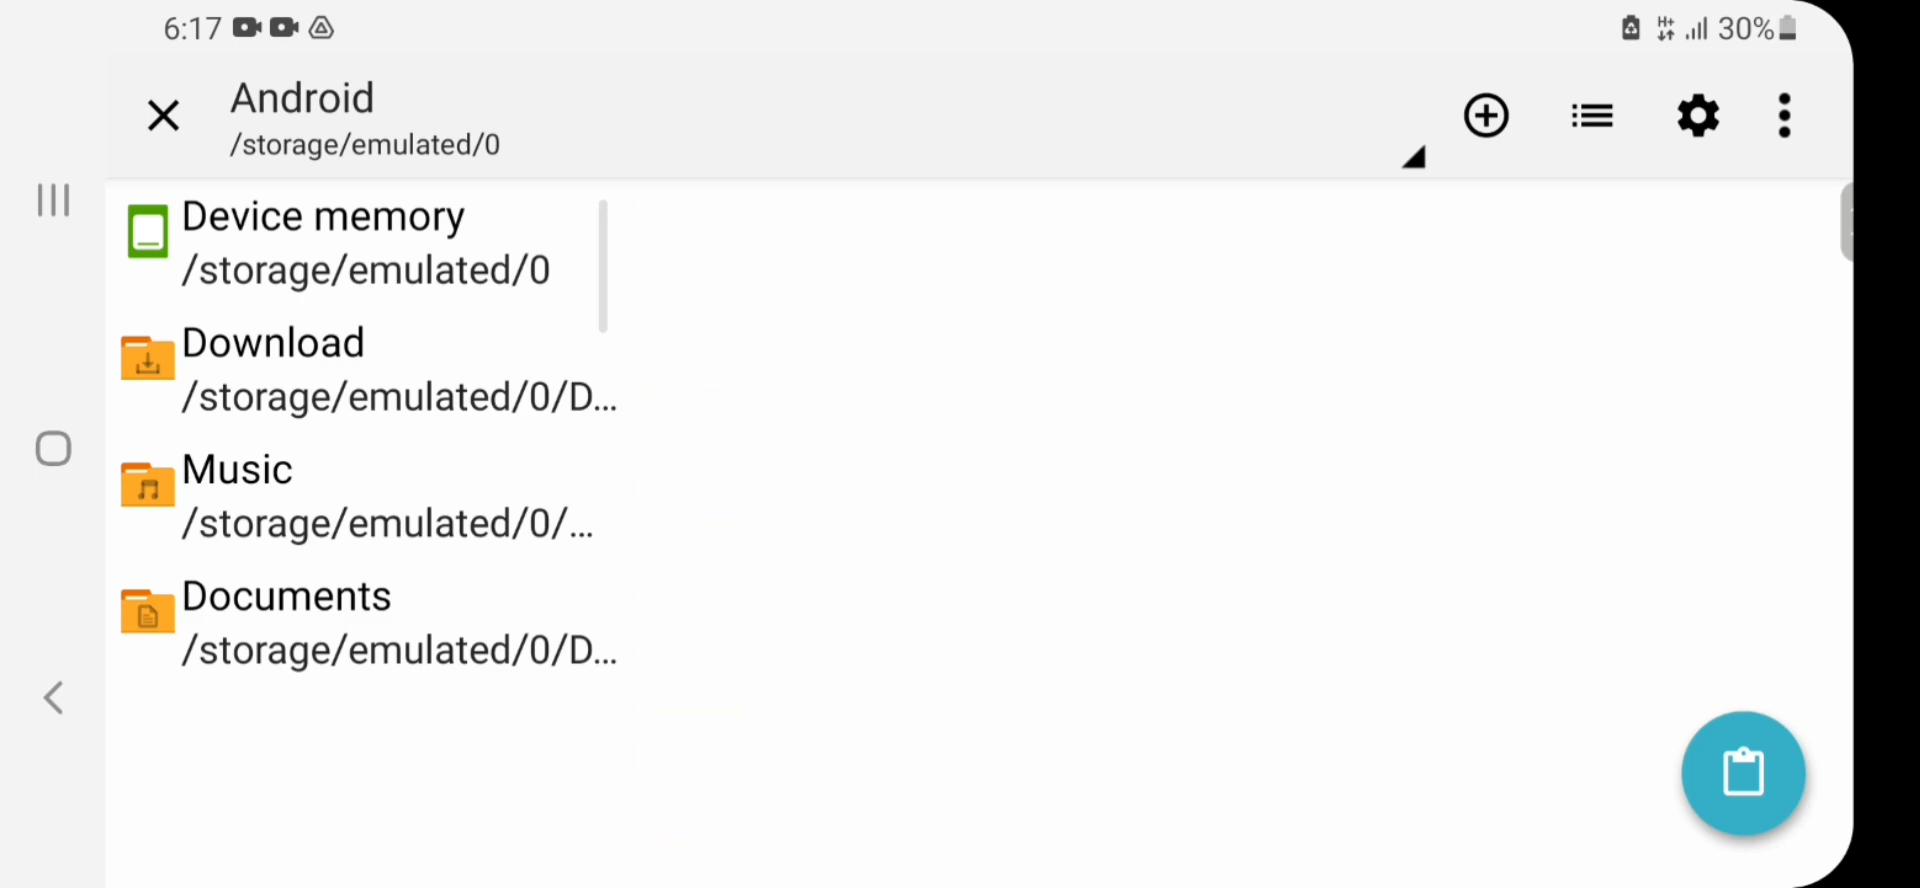 6:17
H+
30%
Android
/storage/emulated/0
Device memory
/storage/emulated/0
Download
/storage/emulated/0/D...
Music
/storage/emulated/0/...
Documents
/storage/emulated/0/D...